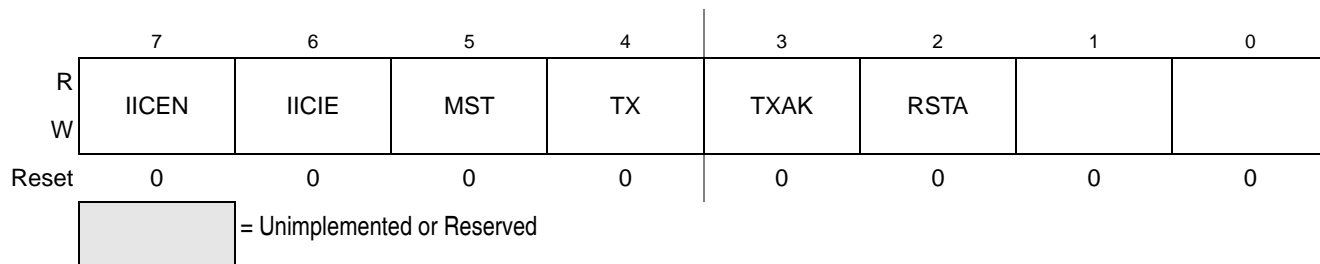 7 6 5 4 3 2 1 0
R
IICEN IICIE MST TX TXAK RSTA
W
Reset 0 0 0 0 0 0 0 0
= Unimplemented or Reserved